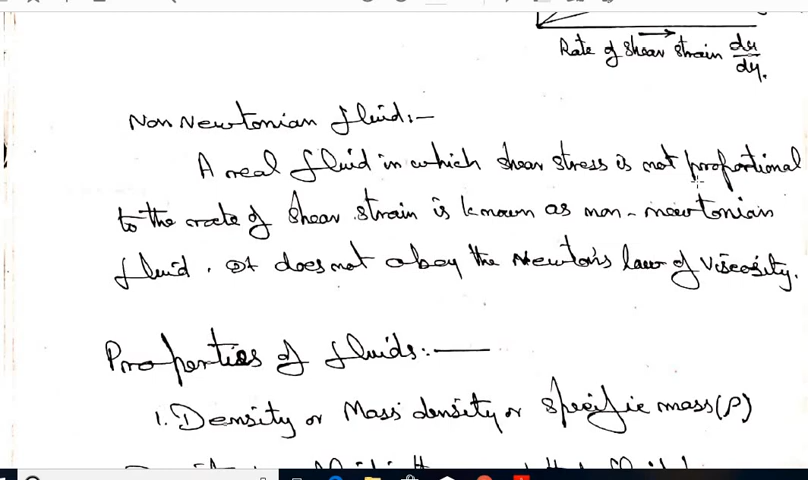 Rate of shear strain du/dy.
Non Newtonian fluid:-
A real fluid in which shear stress is not proportional
to the rate of shear strain is known as non-newtonian
fluid. It does not obey the Newton's law of Viscosity.
Properties of fluids:-
1. Density or Mass density or specific mass (ρ)